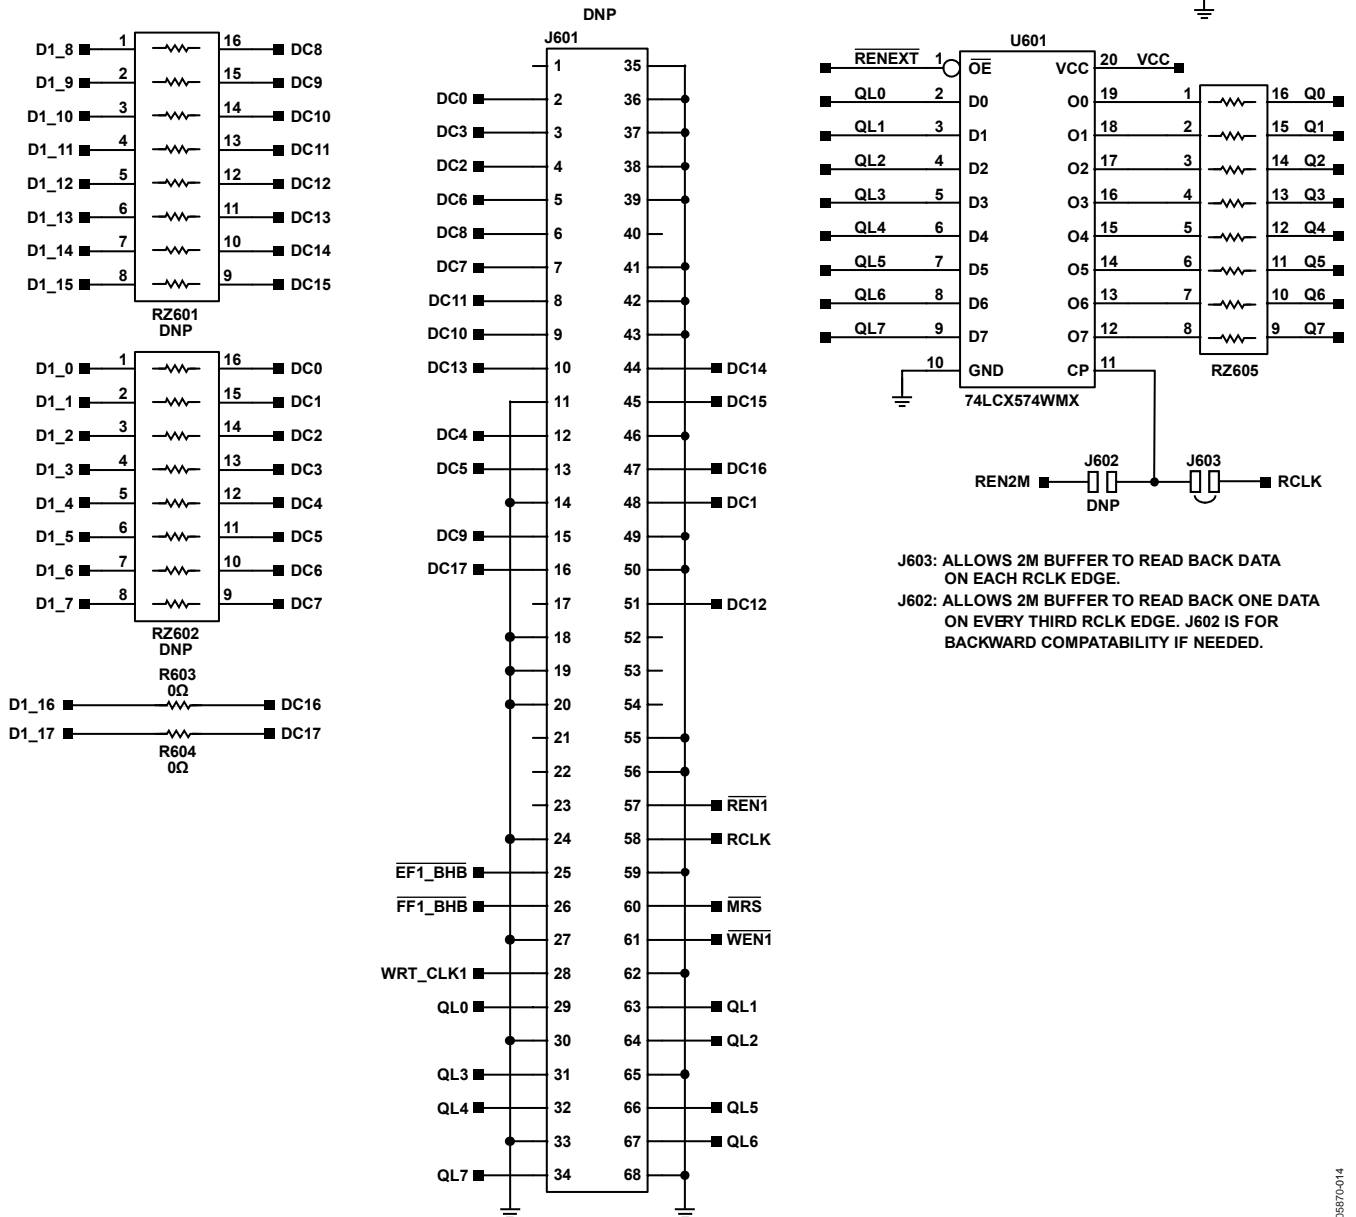 D1_8 1 16 DC8
D1_9 2 15 DC9
D1_10 3 14 DC10
D1_11 4 13 DC11
D1_12 5 12 DC12
D1_13 6 11 DC13
D1_14 7 10 DC14
D1_15 8 9 DC15
RZ601
DNP
D1_0 1 16 DC0
D1_1 2 15 DC1
D1_2 3 14 DC2
D1_3 4 13 DC3
D1_4 5 12 DC4
D1_5 6 11 DC5
D1_6 7 10 DC6
D1_7 8 9 DC7
RZ602
DNP
R603
0Ω
D1_16 DC16
D1_17 DC17
R604
0Ω
DNP
J601
1 35
DC0 2 36
DC3 3 37
DC2 4 38
DC6 5 39
DC8 6 40
DC7 7 41
DC11 8 42
DC10 9 43
DC13 10 44 DC14
11 45 DC15
DC4 12 46
DC5 13 47 DC16
14 48 DC1
DC9 15 49
DC17 16 50
17 51 DC12
18 52
19 53
20 54
21 55
22 56
23 57 REN1
24 58 RCLK
EF1_BHB 25 59
FF1_BHB 26 60 MRS
27 61 WEN1
WRT_CLK1 28 62
QL0 29 63 QL1
30 64 QL2
QL3 31 65
QL4 32 66 QL5
33 67 QL6
QL7 34 68
U601
RENEXT 1 OE VCC 20 VCC
QL0 2 D0 O0 19 1 16 Q0
QL1 3 D1 O1 18 2 15 Q1
QL2 4 D2 O2 17 3 14 Q2
QL3 5 D3 O3 16 4 13 Q3
QL4 6 D4 O4 15 5 12 Q4
QL5 7 D5 O5 14 6 11 Q5
QL6 8 D6 O6 13 7 10 Q6
QL7 9 D7 O7 12 8 9 Q7
10 GND CP 11
RZ605
74LCX574WMX
J602 J603
REN2M RCLK
DNP
J603: ALLOWS 2M BUFFER TO READ BACK DATA
ON EACH RCLK EDGE.
J602: ALLOWS 2M BUFFER TO READ BACK ONE DATA
ON EVERY THIRD RCLK EDGE. J602 IS FOR
BACKWARD COMPATABILITY IF NEEDED.
05870-014